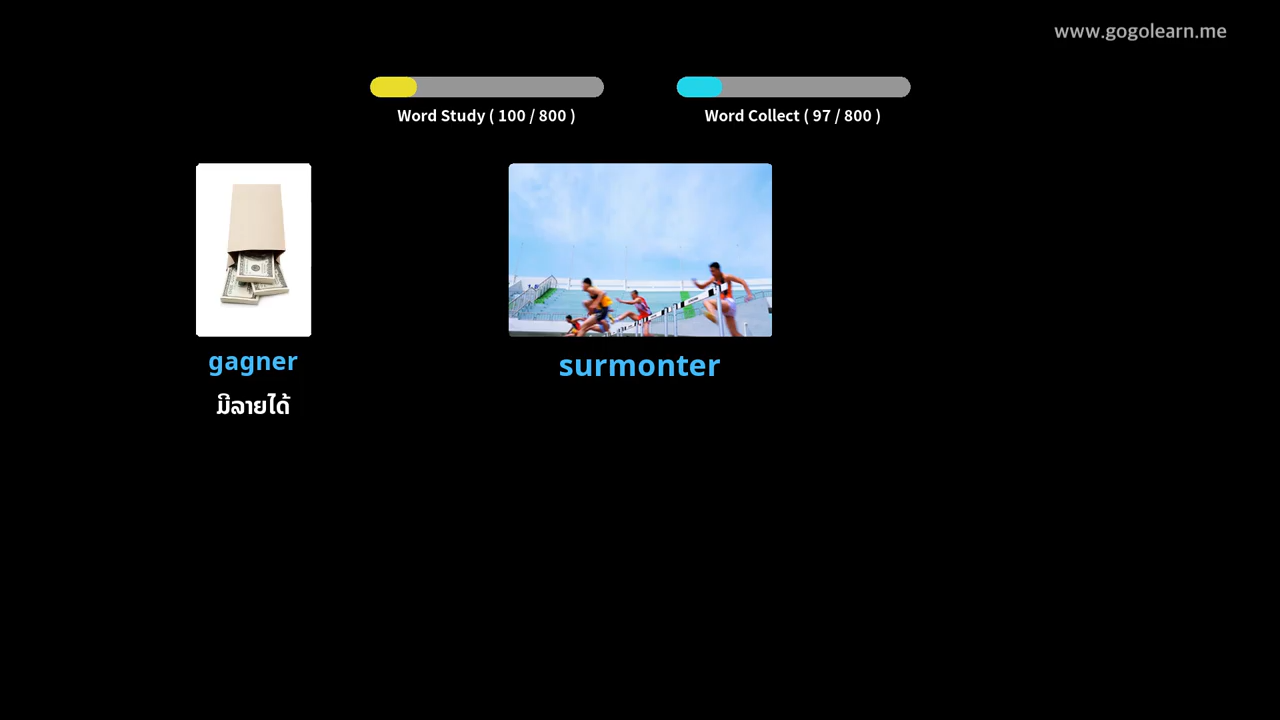 www.gogolearn.me
Word Study ( 100 / 800 )
Word Collect ( 97 / 800 )
gagner
surmonter
ມີລາຍໄດ້